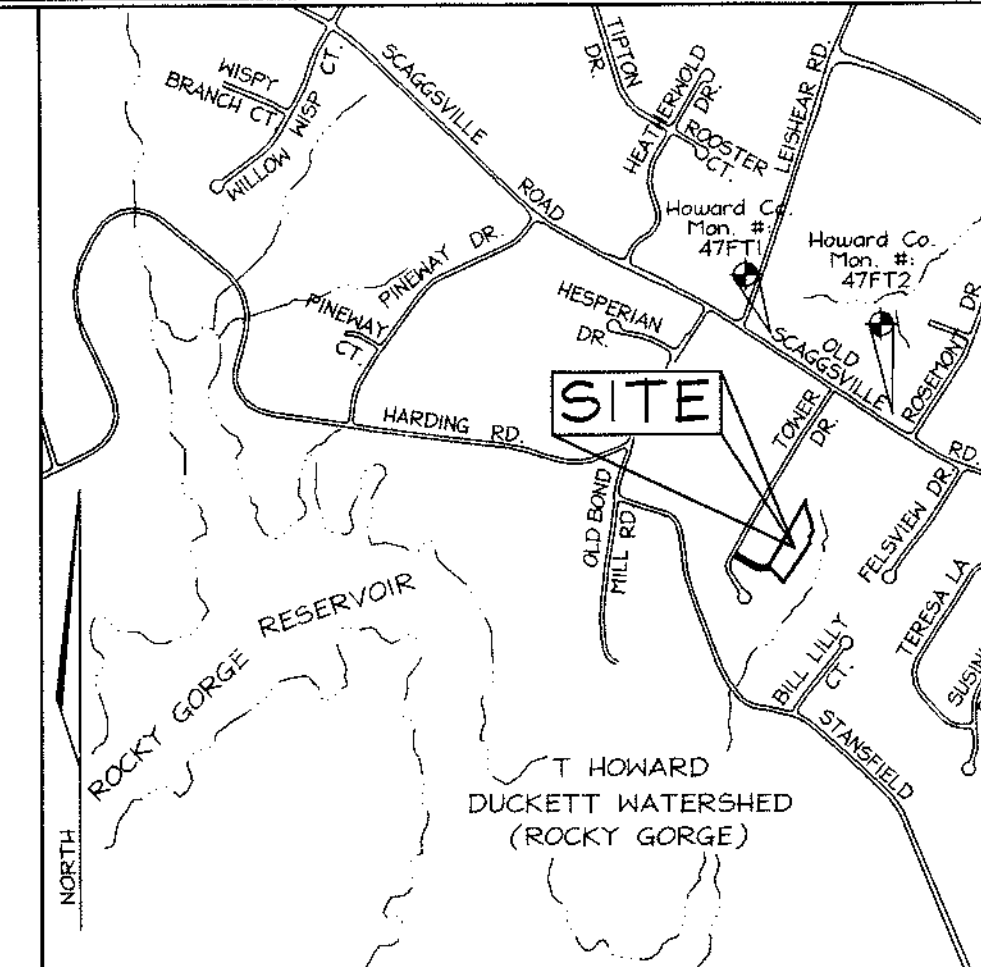 WISPY
BRANCH CT.
WILLOW WISP CT.
SCAGGSVILLE
ROAD
TIPTON
DR.
HEATHERWOLD
DR.
ROOSTER
CT.
LEISHEAR RD.
Howard Co.
Mon. #:
47FT1
Howard Co.
Mon. #:
47FT2
PINEWAY DR.
PINEWAY
CT.
HESPERIAN
DR.
OLD
SCAGGSVILLE
RD.
ROSEMONT DR.
SITE
TOWER
DR.
HARDING RD.
OLD BOND
MILL RD
FELSVIEW DR.
TERESA LA
BILL LILLY
CT.
STANSFIELD
ROCKY GORGE RESERVOIR
T HOWARD
DUCKETT WATERSHED
(ROCKY GORGE)
NORTH